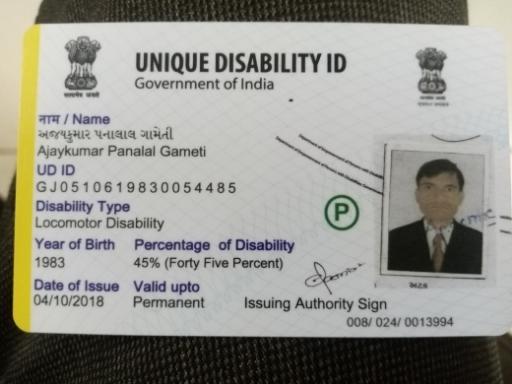 UNIQUE DISABILITY ID
Government of India
नाम / Name
અજયકુમાર પનાલાલ ગામેતી
Ajaykumar Panalal Gameti
UD ID
GJ0510619830054485
Disability Type
Locomotor Disability
P
Year of Birth Percentage of Disability
1983 45% (Forty Five Percent)
Date of Issue Valid upto
04/10/2018 Permanent Issuing Authority Sign
008/ 024/ 0013994